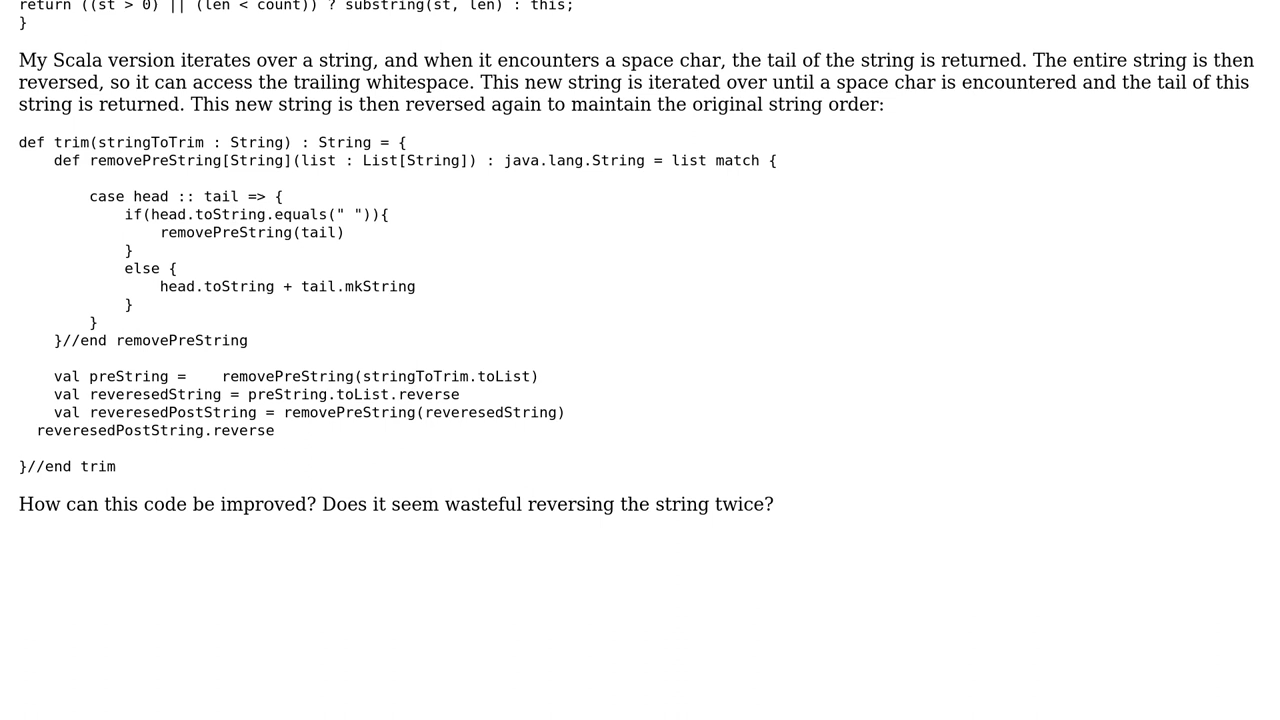 return ((st > 0) || (len < count)) ? substring(st, len) : this;
}
My Scala version iterates over a string, and when it encounters a space char, the tail of the string is returned. The entire string is then
reversed, so it can access the trailing whitespace. This new string is iterated over until a space char is encountered and the tail of this
string is returned. This new string is then reversed again to maintain the original string order:
def trim(stringToTrim : String) : String = {
    def removePreString[String](list : List[String]) : java.lang.String = list match {
        case head :: tail => {
            if(head.toString.equals(" ")){
                removePreString(tail)
            }
            else {
                head.toString + tail.mkString
            }
        }
    }//end removePreString
    val preString =    removePreString(stringToTrim.toList)
    val reveresedString = preString.toList.reverse
    val reveresedPostString = removePreString(reveresedString)
  reveresedPostString.reverse
}//end trim
How can this code be improved? Does it seem wasteful reversing the string twice?